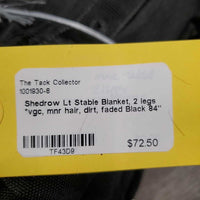 The Tack Collector
1001930-6
Shedrow Lt Stable Blanket, 2 legs
*vgc, mnr hair, dirt, faded Black 84"
TF43D9
$72.50